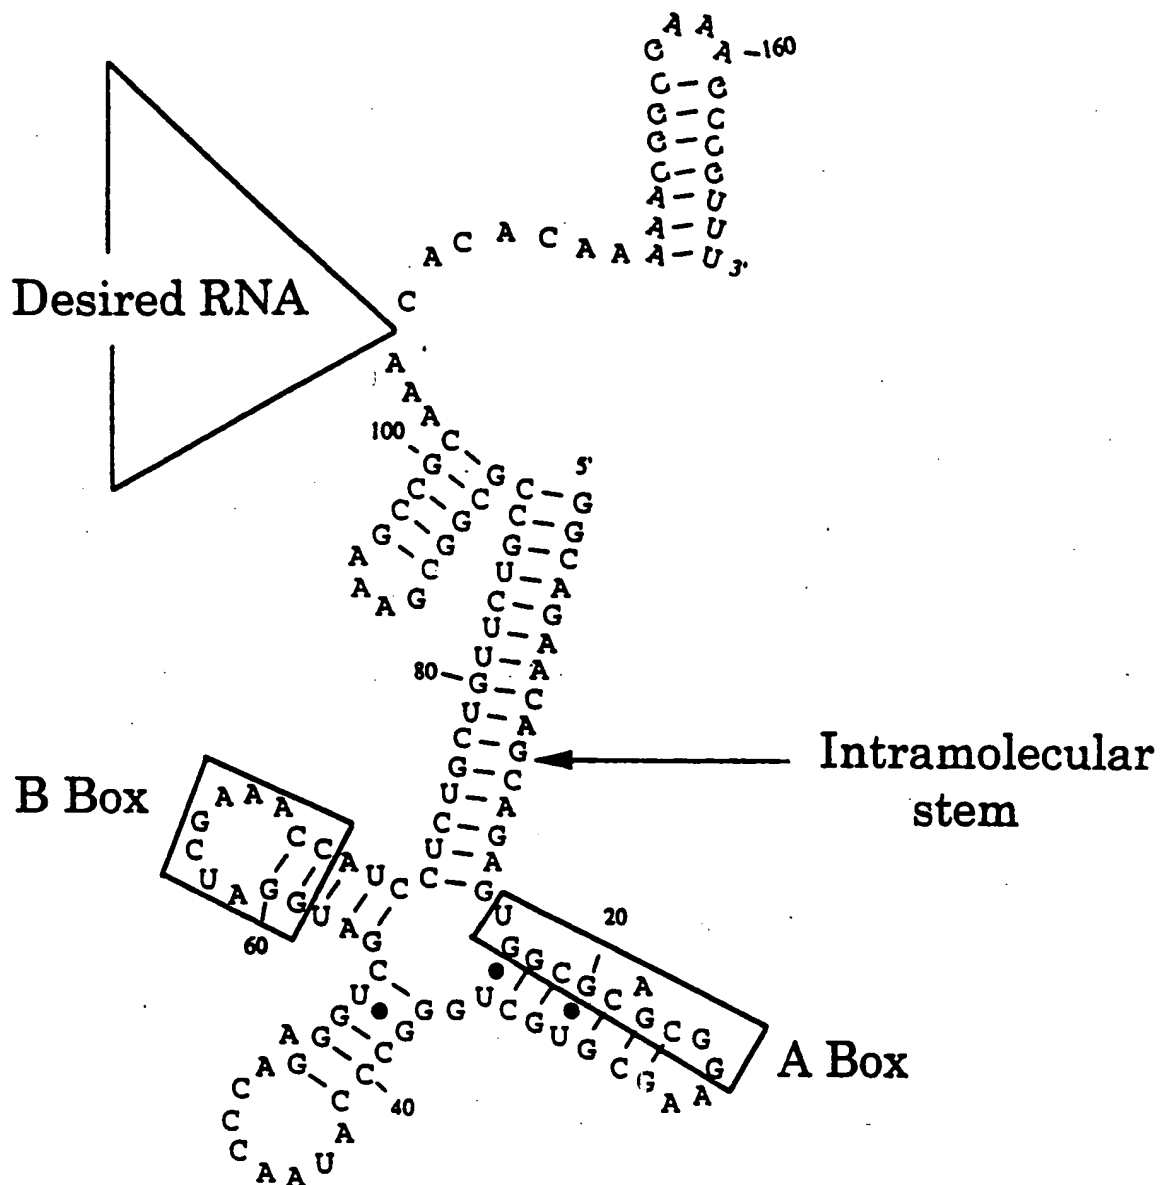 A A
C A –160
C – G
G – C
G – C
C – G
A – U
A – U
A – U 3'
C A C A C A A A
Desired RNA
A A A C G
100
G C C G A A A G C G G C
5'
G G C A G A A C A G C A G A G
C C G U C U U G U C G U C U C
80
Intramolecular
stem
B Box
G A A A C C A U C
C U A G G U A G C
60
U G G C G C A G C G G
20
A Box
A A G C G U G C U G G
G C C C A U A A C C C A G A G G U
40